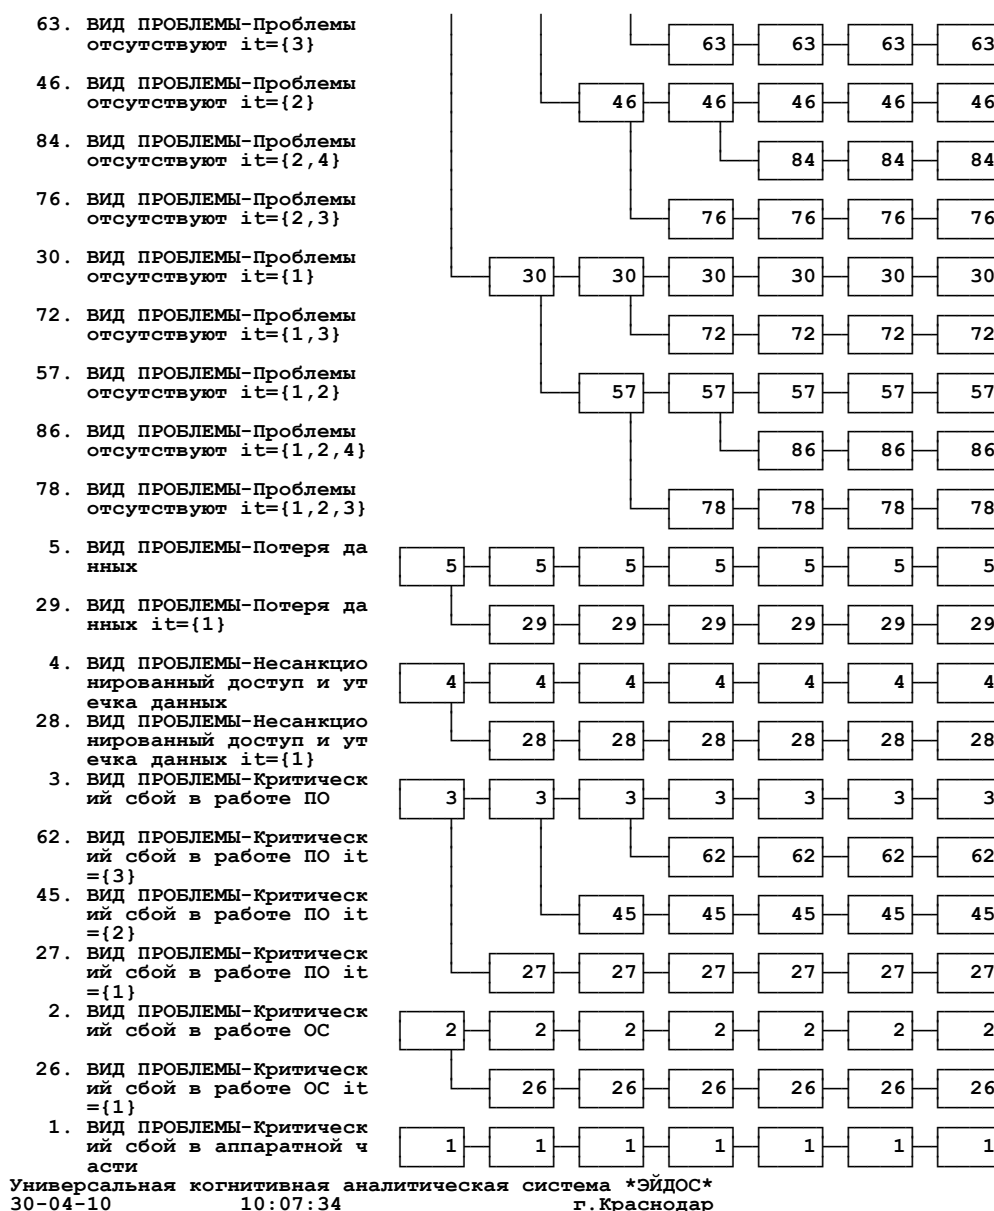 63. ВИД ПРОБЛЕМЫ-Проблемы
отсутствуют it={3}
63 63 63 63
46. ВИД ПРОБЛЕМЫ-Проблемы
отсутствуют it={2}
46 46 46 46 46
84. ВИД ПРОБЛЕМЫ-Проблемы
отсутствуют it={2,4}
84 84 84
76. ВИД ПРОБЛЕМЫ-Проблемы
отсутствуют it={2,3}
76 76 76 76
30. ВИД ПРОБЛЕМЫ-Проблемы
отсутствуют it={1}
30 30 30 30 30 30
72. ВИД ПРОБЛЕМЫ-Проблемы
отсутствуют it={1,3}
72 72 72 72
57. ВИД ПРОБЛЕМЫ-Проблемы
отсутствуют it={1,2}
57 57 57 57 57
86. ВИД ПРОБЛЕМЫ-Проблемы
отсутствуют it={1,2,4}
86 86 86
78. ВИД ПРОБЛЕМЫ-Проблемы
отсутствуют it={1,2,3}
78 78 78 78
5. ВИД ПРОБЛЕМЫ-Потеря да
нных
5 5 5 5 5 5 5
29. ВИД ПРОБЛЕМЫ-Потеря да
нных it={1}
29 29 29 29 29 29
4. ВИД ПРОБЛЕМЫ-Несанкцио
нированный доступ и ут
ечка данных
4 4 4 4 4 4 4
28. ВИД ПРОБЛЕМЫ-Несанкцио
нированный доступ и ут
ечка данных it={1}
28 28 28 28 28 28
3. ВИД ПРОБЛЕМЫ-Критическ
ий сбой в работе ПО
3 3 3 3 3 3 3
62. ВИД ПРОБЛЕМЫ-Критическ
ий сбой в работе ПО it
={3}
62 62 62 62
45. ВИД ПРОБЛЕМЫ-Критическ
ий сбой в работе ПО it
={2}
45 45 45 45 45
27. ВИД ПРОБЛЕМЫ-Критическ
ий сбой в работе ПО it
={1}
27 27 27 27 27 27
2. ВИД ПРОБЛЕМЫ-Критическ
ий сбой в работе ОС
2 2 2 2 2 2 2
26. ВИД ПРОБЛЕМЫ-Критическ
ий сбой в работе ОС it
={1}
26 26 26 26 26 26
1. ВИД ПРОБЛЕМЫ-Критическ
ий сбой в аппаратной ч
асти
1 1 1 1 1 1 1
Универсальная когнитивная аналитическая система *ЭЙДОС*
30-04-10 10:07:34 г.Краснодар